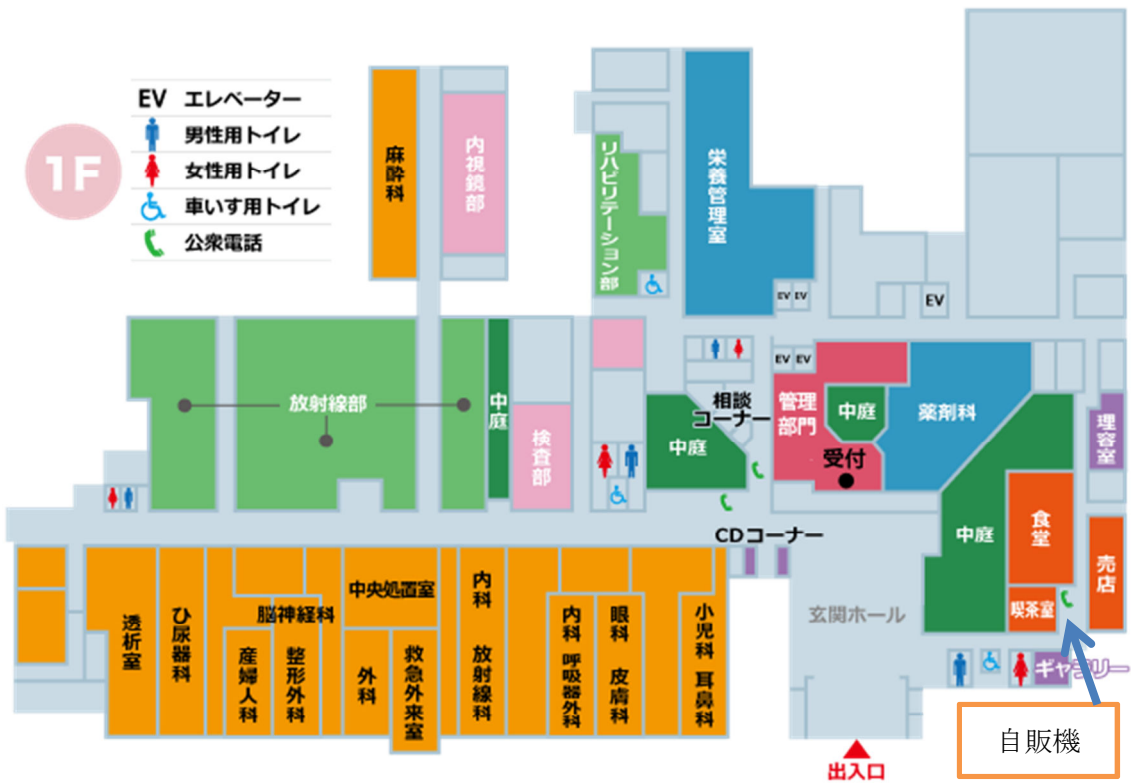 1F
EV エレベーター
男性用トイレ
女性用トイレ
車いす用トイレ
公衆電話
麻酔科
内視鏡部
リハビリテーション部
栄養管理室
EV EV
EV
EV EV
放射線部
中庭
検査部
中庭
相談
コーナー
管理
部門
中庭
受付
薬剤科
理容室
中庭
食堂
喫茶室
売店
CDコーナー
玄関ホール
ギャラリー
透析室
ひ尿器科
脳神経科
産婦人科
整形外科
中央処置室
外科
救急外来室
内科 放射線科
内科 呼吸器外科
眼科 皮膚科
小児科 耳鼻科
出入口
自販機